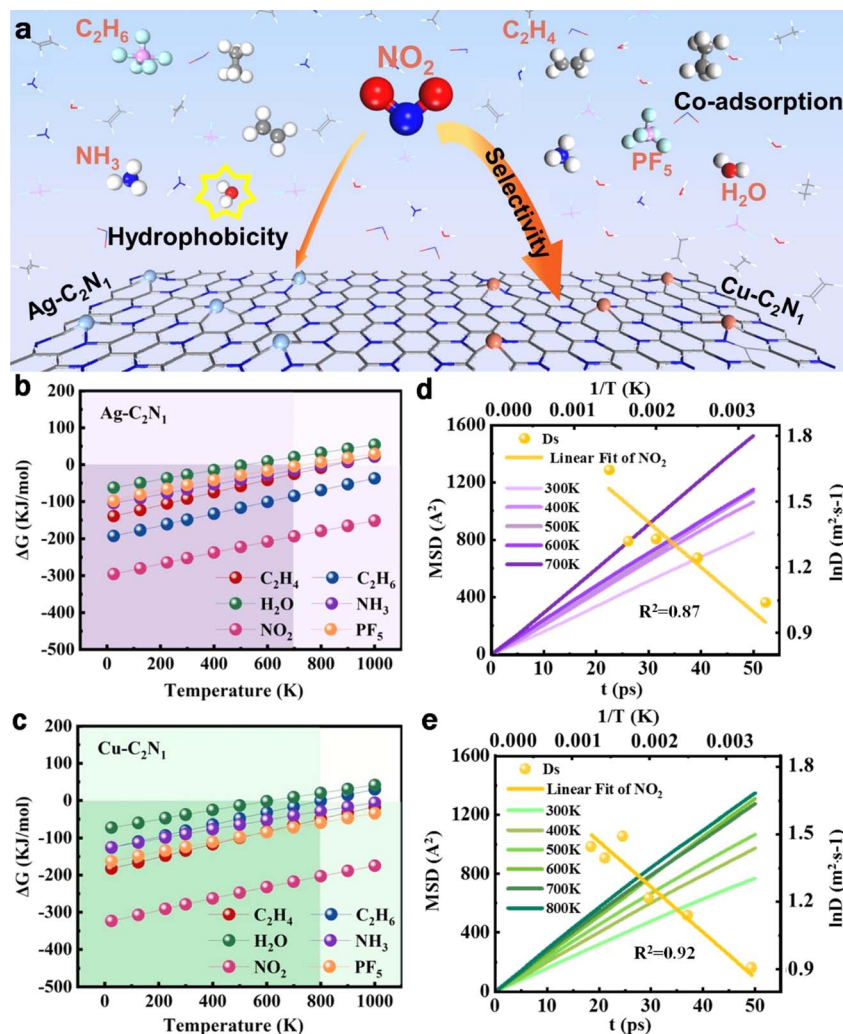 a
C₂H₆
NO₂
C₂H₄
Co-adsorption
NH₃
PF₅
H₂O
Selectivity
Hydrophobicity
Ag-C₂N₁
Cu-C₂N₁
b
200
100
0
-100
-200
-300
-400
-500
ΔG (KJ/mol)
Ag-C₂N₁
C₂H₄
C₂H₆
H₂O
NH₃
NO₂
PF₅
0
200
400
600
800
1000
Temperature (K)
d
1/T (K)
0.000
0.001
0.002
0.003
1600
1200
800
400
0
MSD (A²)
Ds
Linear Fit of NO₂
300K
400K
500K
600K
700K
R²=0.87
1.8
1.5
1.2
0.9
lnD (m²·s-1)
0
10
20
30
40
50
t (ps)
c
200
100
0
-100
-200
-300
-400
-500
ΔG (KJ/mol)
Cu-C₂N₁
C₂H₄
C₂H₆
H₂O
NH₃
NO₂
PF₅
0
200
400
600
800
1000
Temperature (K)
e
1/T (K)
0.000
0.001
0.002
0.003
1600
1200
800
400
0
MSD (A²)
Ds
Linear Fit of NO₂
300K
400K
500K
600K
700K
800K
R²=0.92
1.8
1.5
1.2
0.9
lnD (m²·s-1)
0
10
20
30
40
50
t (ps)